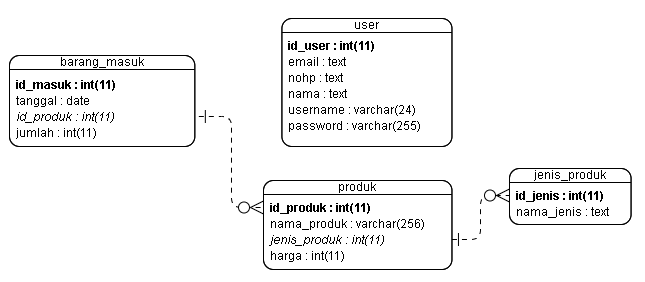 user
id_user : int(11)
email : text
nohp : text
nama : text
username : varchar(24)
password : varchar(255)
barang_masuk
id_masuk : int(11)
tanggal : date
id_produk : int(11)
jumlah : int(11)
jenis_produk
id_jenis : int(11)
nama_jenis : text
produk
id_produk : int(11)
nama_produk : varchar(256)
jenis_produk : int(11)
harga : int(11)